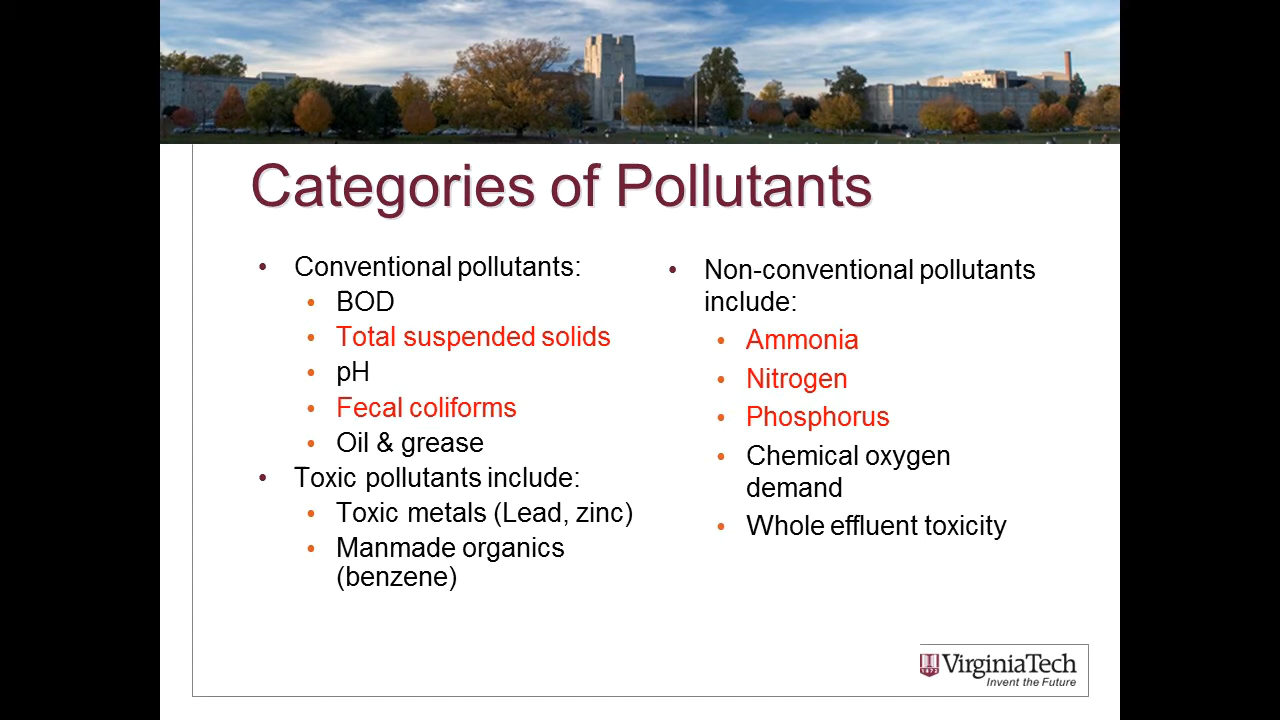 Categories of Pollutants
• Conventional pollutants:
• BOD
• Total suspended solids
• pH
• Fecal coliforms
• Oil & grease
• Toxic pollutants include:
• Toxic metals (Lead, zinc)
• Manmade organics
(benzene)
• Non-conventional pollutants
include:
• Ammonia
• Nitrogen
• Phosphorus
• Chemical oxygen
demand
• Whole effluent toxicity
1872
VirginiaTech
Invent the Future